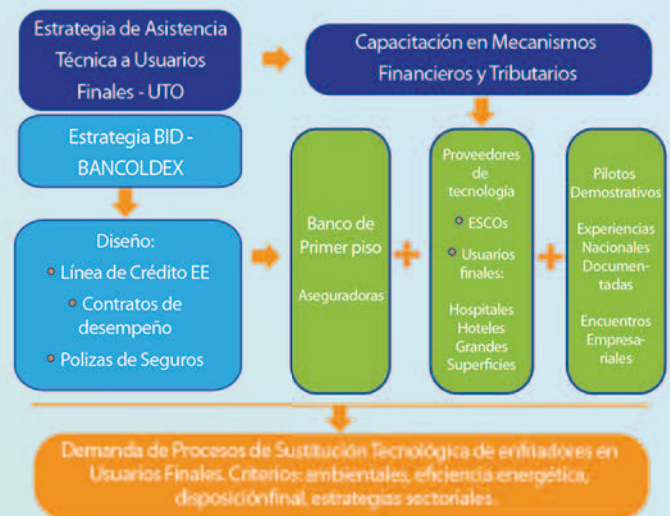 Estrategia de Asistencia
Técnica a Usuarios
Finales - UTO
Capacitación en Mecanismos
Financieros y Tributarios
Estrategia BID -
BANCOLDEX
Diseño:
Línea de Crédito EE
Contratos de
desempeño
Polizas de Seguros
Banco de
Primer piso
Aseguradoras
Proveedores
de
tecnología
ESCOs
Usuarios
finales:
Hospitales
Hoteles
Grandes
Superficies
Pilotos
Demostrativos
Experiencias
Nacionales
Documen-
tadas
Encuentros
Empresa-
riales
Demanda de Procesos de Sustitución Tecnológica de enfriadores en
Usuarios Finales. Criterios: ambientales, eficiencia energética,
disposición final, estrategias sectoriales.